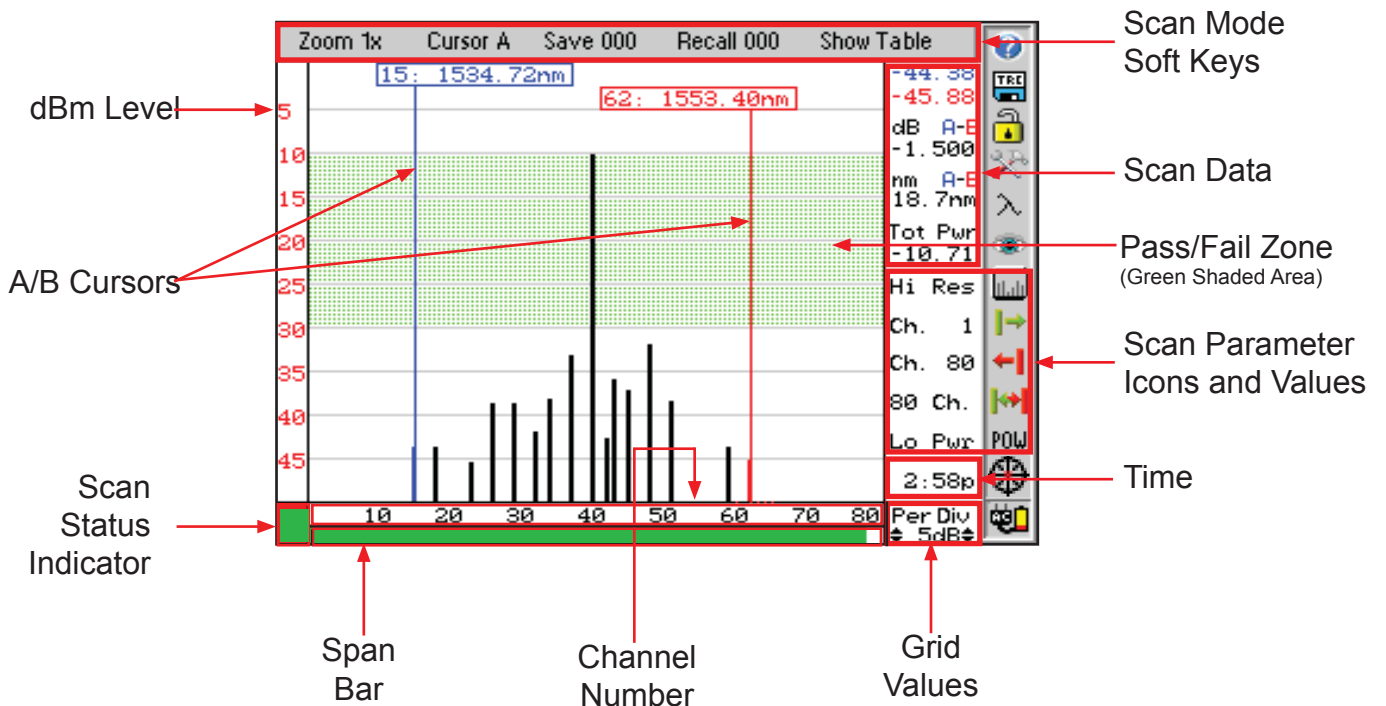 Scan Mode
Soft Keys
Zoom 1x Cursor A Save 000 Recall 000 Show Table
15: 1534.72nm
62: 1553.40nm
dBm Level
5
10
15
20
25
30
35
40
45
-44.38
-45.88
dB A-B
-1.500
nm A-B
18.7nm
Tot Pwr
-10.71
TRC
Scan Data
Pass/Fail Zone
(Green Shaded Area)
A/B Cursors
Hi Res
Ch. 1
Ch. 80
80 Ch.
Lo Pwr
POW
Scan Parameter
Icons and Values
2:58p
Time
Scan
Status
Indicator
10 20 30 40 50 60 70 80
Per Div
5dB
Span
Bar
Channel
Number
Grid
Values